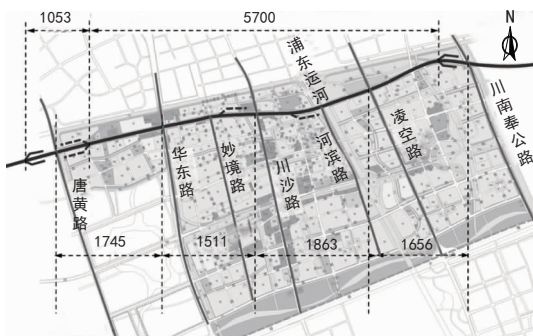 1053
5700
N
浦东运河
唐黄路
华东路
妙境路
川沙路
河滨路
凌空路
川南奉公路
1745
1511
1863
1656